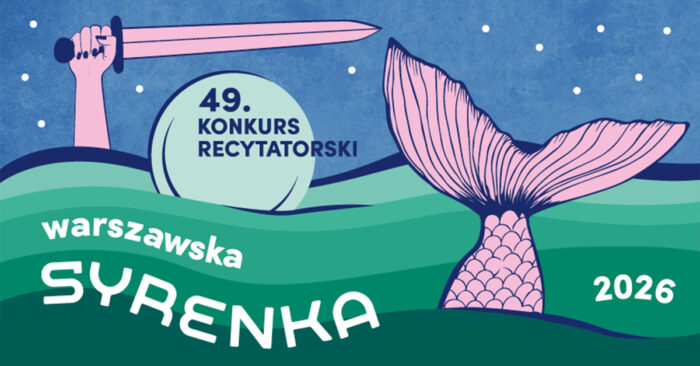 49.
KONKURS
RECYTATORSKI
warszawska
SYRENKA
2026